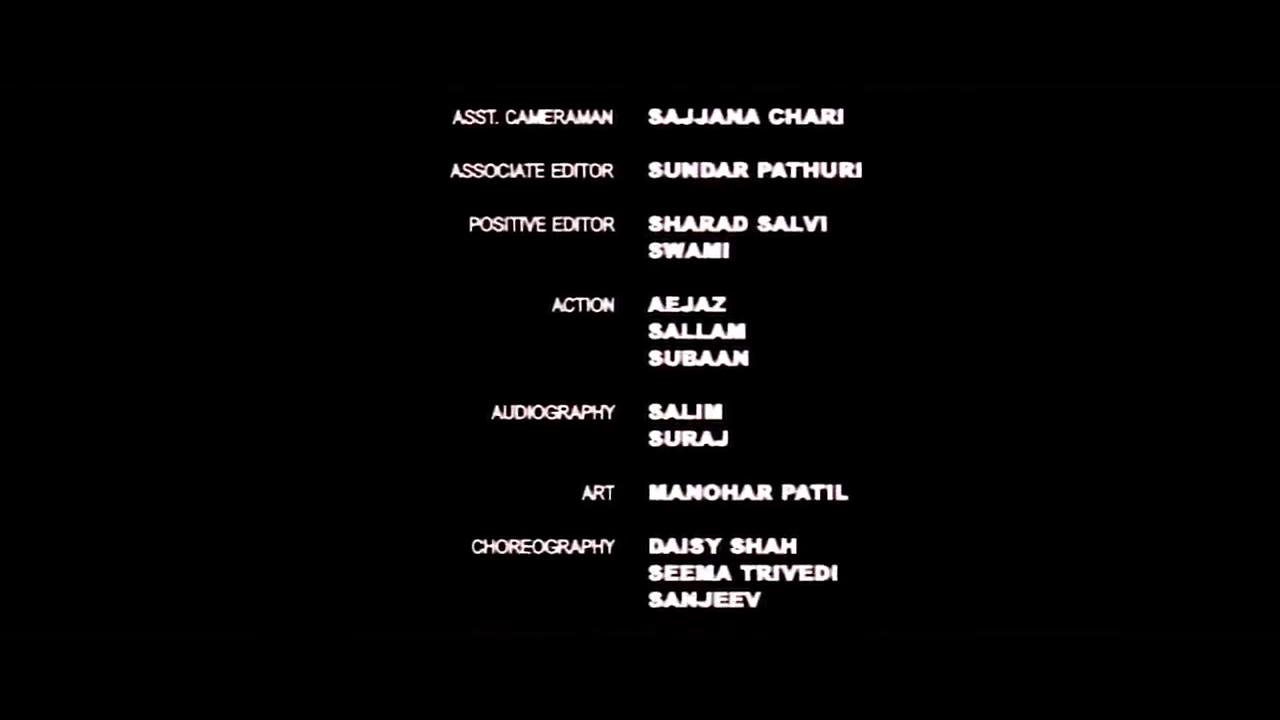 ASST. CAMERAMAN SAJJANA CHARI
ASSOCIATE EDITOR SUNDAR PATHURI
POSITIVE EDITOR SHARAD SALVI
SWAMI
ACTION AEJAZ
SALLAM
SUBAAN
AUDIOGRAPHY SALIM
SURAJ
ART MANOHAR PATIL
CHOREOGRAPHY DAISY SHAH
SEEMA TRIVEDI
SANJEEV